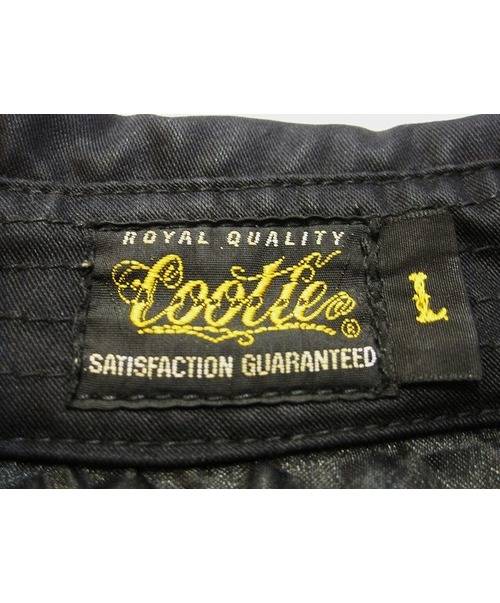 ROYAL QUALITY
Cootie®
L
SATISFACTION GUARANTEED